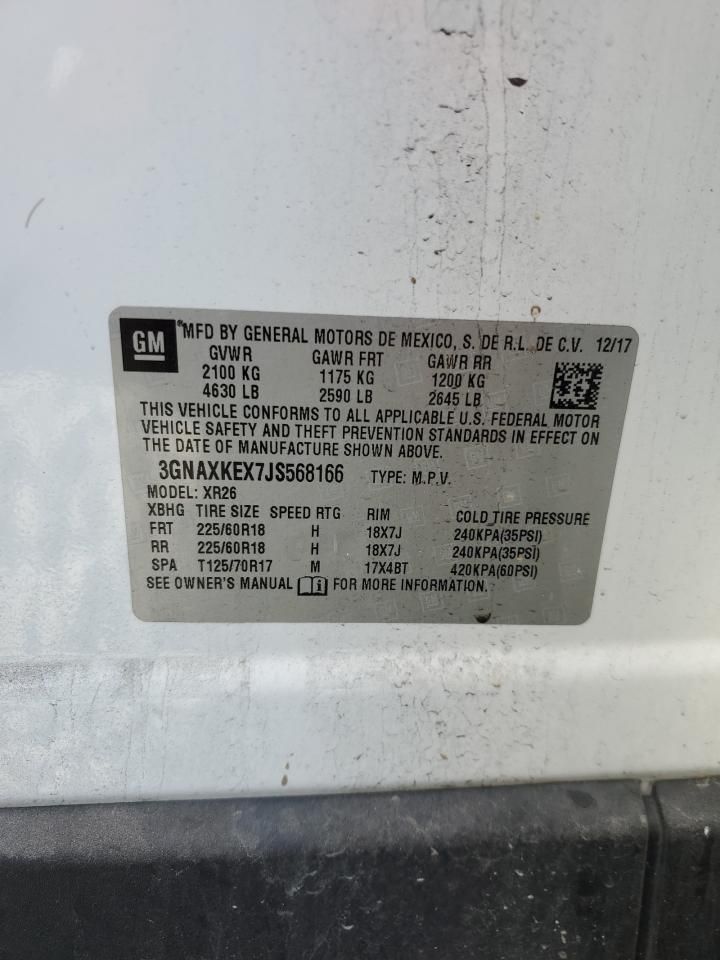 GM ®MFD BY GENERAL MOTORS DE MEXICO, S. DE R.L. DE C.V. 12/17
GVWR GAWR FRT GAWR RR
2100 KG 1175 KG 1200 KG
4630 LB 2590 LB 2645 LB
THIS VEHICLE CONFORMS TO ALL APPLICABLE U.S. FEDERAL MOTOR
VEHICLE SAFETY AND THEFT PREVENTION STANDARDS IN EFFECT ON
THE DATE OF MANUFACTURE SHOWN ABOVE.
3GNAXKEX7JS568166 TYPE: M.P.V.
MODEL: XR26
XBHG TIRE SIZE SPEED RTG RIM COLD TIRE PRESSURE
FRT 225/60R18 H 18X7J 240KPA(35PSI)
RR 225/60R18 H 18X7J 240KPA(35PSI)
SPA T125/70R17 M 17X4BT 420KPA(60PSI)
SEE OWNER'S MANUAL FOR MORE INFORMATION.